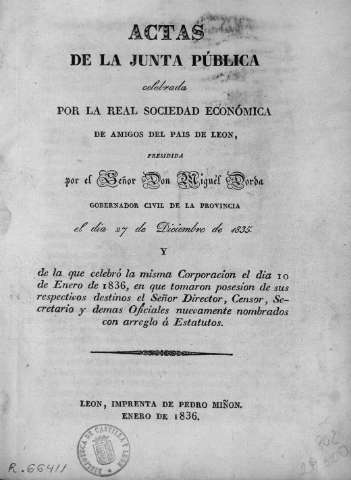 ACTAS
DE LA JUNTA PÚBLICA
celebrada
POR LA REAL SOCIEDAD ECONÓMICA
DE AMIGOS DEL PAIS DE LEON,
PRESIDIDA
por el Señor Don Miguél Dorda
GOBERNADOR CIVIL DE LA PROVINCIA
el dia 27 de Diciembre de 1835.
Y
de la que celebró la misma Corporacion el dia 10
de Enero de 1836, en que tomaron posesion de sus
respectivos destinos el Señor Director, Censor, Se-
cretario y demas Oficiales nuevamente nombrados
con arreglo á Estatutos.
LEON, IMPRENTA DE PEDRO MIÑON.
ENERO DE 1836.
BIBLIOTECA DE CASTILLA Y LEON
R.-66411